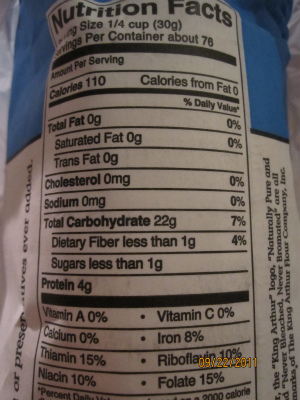 Nutrition Facts
Size 1/4 cup (30g)
Servings Per Container about 76
Amount Per Serving
Calories 110 Calories from Fat 0
% Daily Value*
Total Fat 0g 0%
Saturated Fat 0g 0%
Trans Fat 0g
Cholesterol 0mg 0%
Sodium 0mg 0%
Total Carbohydrate 22g 7%
Dietary Fiber less than 1g 4%
Sugars less than 1g
Protein 4g
Vitamin A 0% • Vitamin C 0%
Calcium 0% • Iron 8%
Thiamin 15% • Riboflavin 10%
Niacin 10% • Folate 15%
*Percent Daily on a 2000 calorie
09/22/2011
or preservatives ever added.
, the "King Arthur" logo, "Naturally Pure and
"Never Bleached, Never Bromated" are all
of The King Arthur Flour Company, Inc.